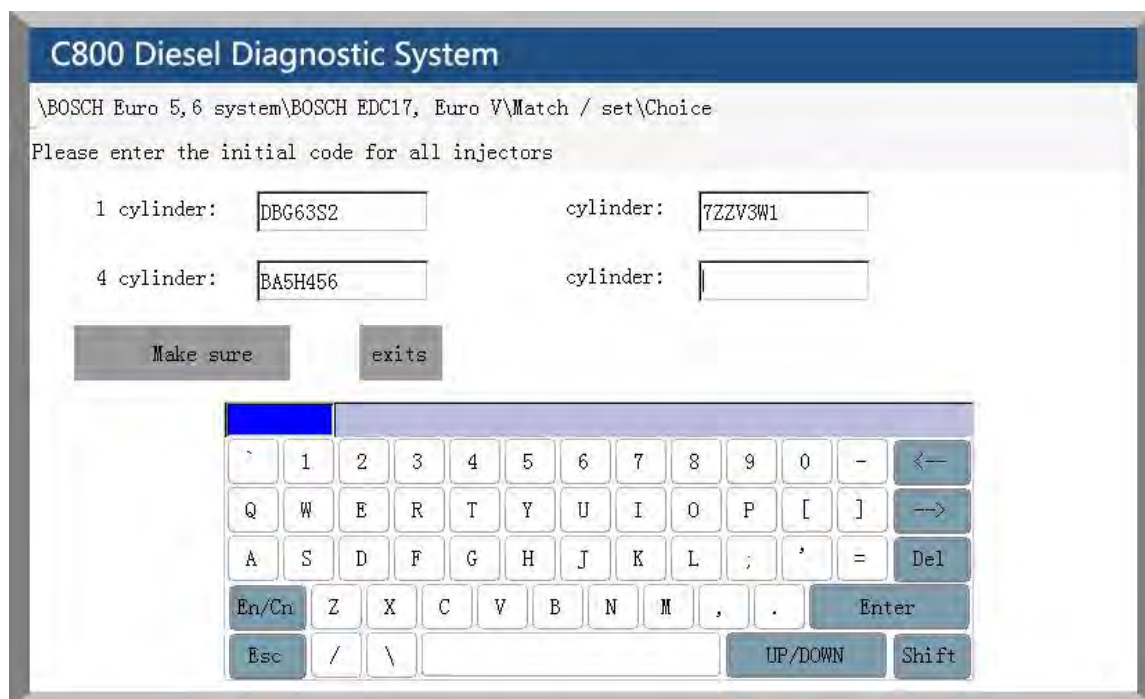 C800 Diesel Diagnostic System
\BOSCH Euro 5,6 system\BOSCH EDC17, Euro V\Match / set\Choice
Please enter the initial code for all injectors
1 cylinder: DBG63S2 cylinder: 7ZZV3W1
4 cylinder: BA5H456 cylinder:
Make sure exits
` 1 2 3 4 5 6 7 8 9 0 - <--
Q W E R T Y U I O P [ ] -->
A S D F G H J K L ; ' = Del
En/Cn Z X C V B N M , . Enter
Esc / \ UP/DOWN Shift